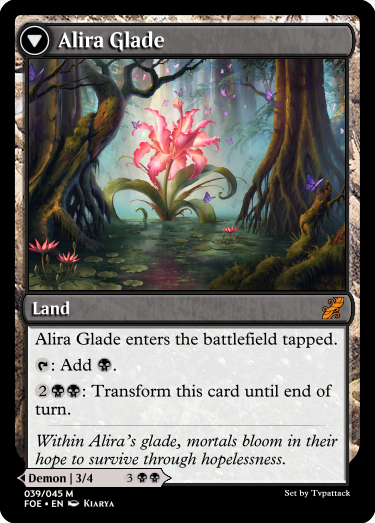 Alira Glade
Land
Alira Glade enters the battlefield tapped.
: Add .
2: Transform this card until end of
turn.
Within Alira's glade, mortals bloom in their
hope to survive through hopelessness.
Demon | 3/4 3
039/045 M
FOE • EN Kiarya
Set by Tvpattack